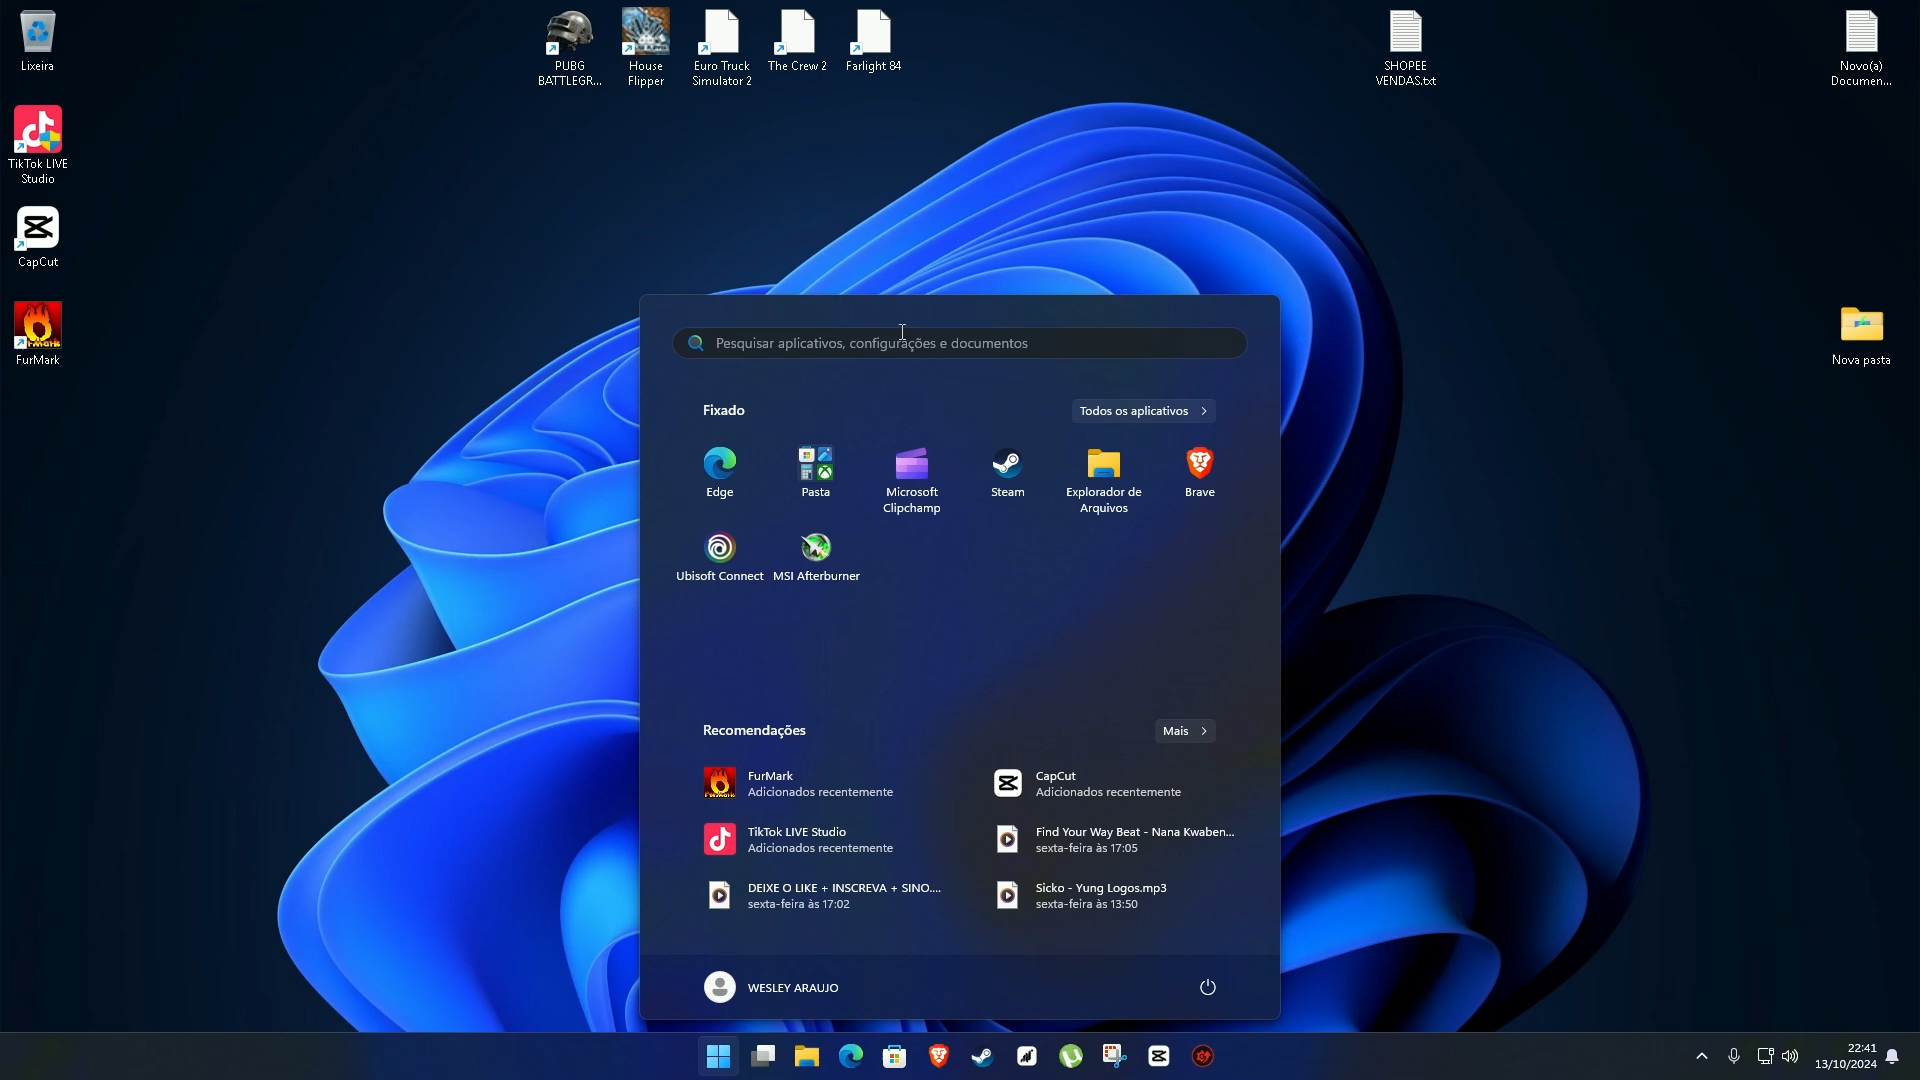 Lixeira
PUBG
BATTLEGR...
House
Flipper
Euro Truck
Simulator 2
The Crew 2
Farlight 84
SHOPEE
VENDAS.txt
Novo(a)
Documen...
TikTok LIVE
Studio
CapCut
FurMark
Nova pasta
Pesquisar aplicativos, configurações e documentos
Fixado
Todos os aplicativos
Edge
Pasta
Microsoft
Clipchamp
Steam
Explorador de
Arquivos
Brave
Ubisoft Connect
MSI Afterburner
Recomendações
Mais
FurMark
Adicionados recentemente
CapCut
Adicionados recentemente
TikTok LIVE Studio
Adicionados recentemente
Find Your Way Beat - Nana Kwaben...
sexta-feira às 17:05
DEIXE O LIKE + INSCREVA + SINO....
sexta-feira às 17:02
Sicko - Yung Logos.mp3
sexta-feira às 13:50
WESLEY ARAUJO
22:41
13/10/2024